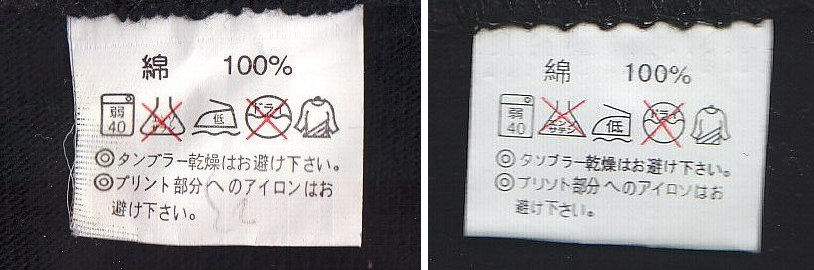 綿 100%
弱
40
低
ドライ
◎タンブラー乾燥はお避け下さい。
◎プリント部分へのアイロンはお
避け下さい。
綿 100%
弱
40
低
ドライ
◎タソブラー乾燥はお避け下さい。
◎プリソト部分へのアイロソはお
避け下さい。